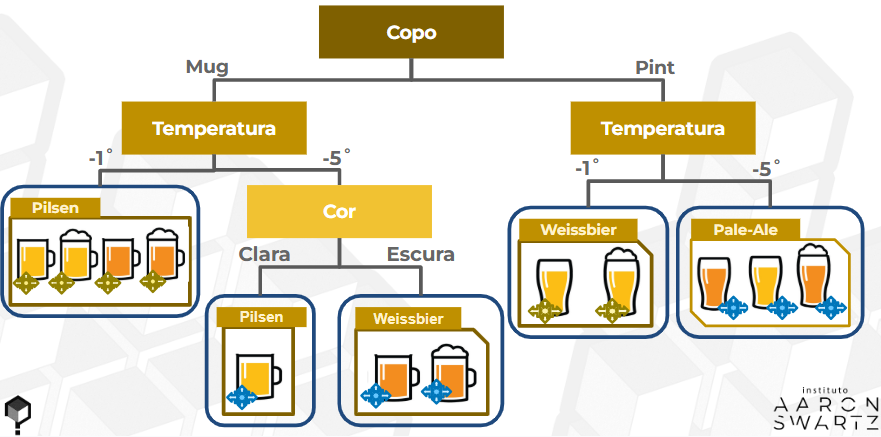 Copo
Mug
Pint
Temperatura
Temperatura
-1°
-5°
-1°
-5°
Pilsen
Cor
Weissbier
Pale-Ale
Clara
Escura
Pilsen
Weissbier
instituto
AARON
SWARTZ